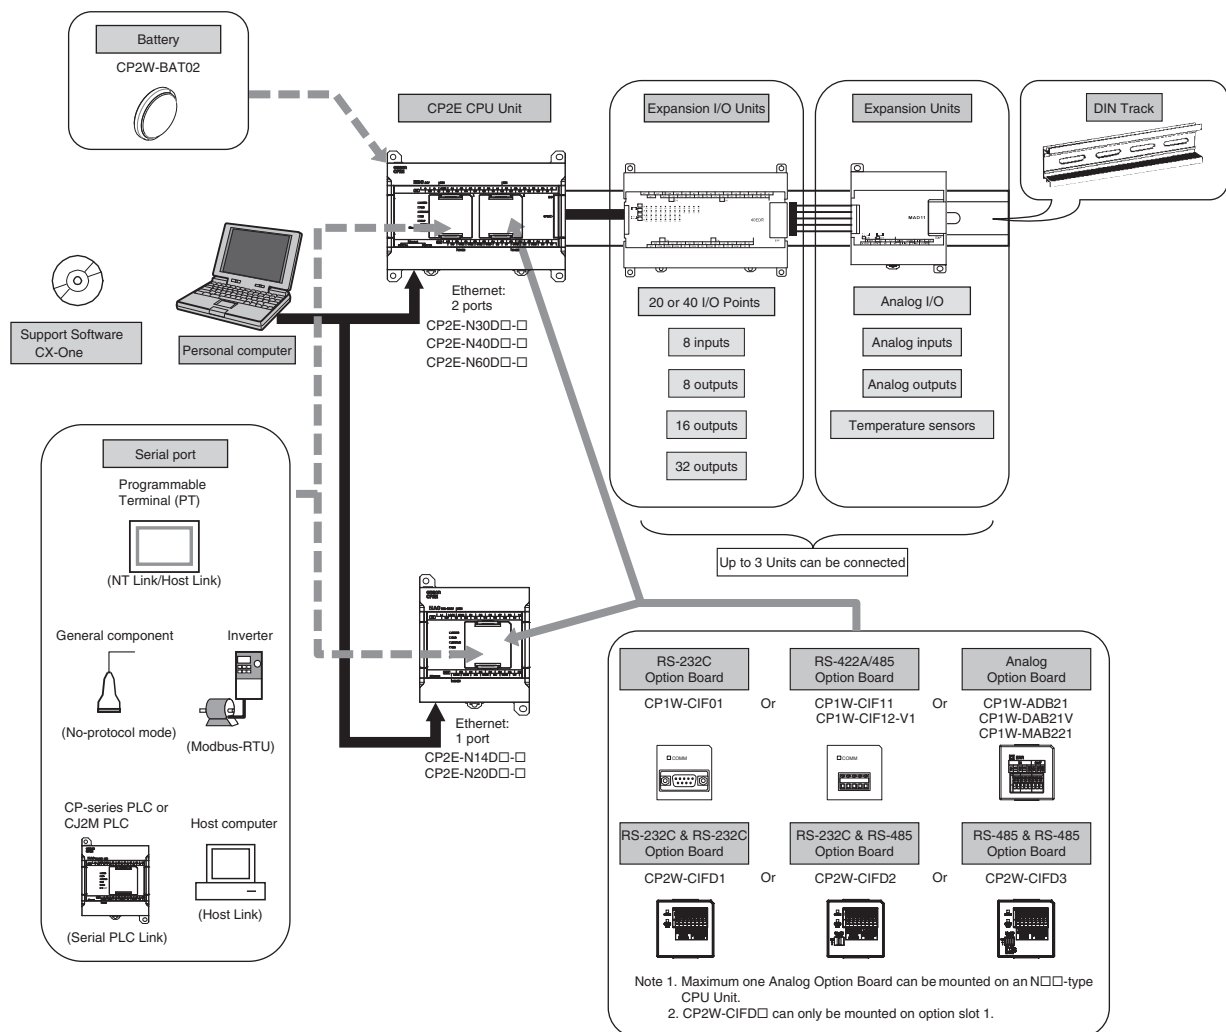 Battery
CP2W-BAT02
CP2E CPU Unit
Expansion I/O Units
Expansion Units
DIN Track
40EDR
MAD11
Support Software
CX-One
Personal computer
Ethernet:
2 ports
CP2E-N30D□-□
CP2E-N40D□-□
CP2E-N60D□-□
20 or 40 I/O Points
8 inputs
8 outputs
16 outputs
32 outputs
Analog I/O
Analog inputs
Analog outputs
Temperature sensors
Up to 3 Units can be connected
Serial port
Programmable
Terminal (PT)
(NT Link/Host Link)
General component
Inverter
(No-protocol mode)
(Modbus-RTU)
CP-series PLC or
CJ2M PLC
Host computer
(Host Link)
(Serial PLC Link)
Ethernet:
1 port
CP2E-N14D□-□
CP2E-N20D□-□
RS-232C
Option Board
CP1W-CIF01
Or
RS-422A/485
Option Board
CP1W-CIF11
CP1W-CIF12-V1
Or
Analog
Option Board
CP1W-ADB21
CP1W-DAB21V
CP1W-MAB221
COMM
COMM
RS-232C & RS-232C
Option Board
CP2W-CIFD1
Or
RS-232C & RS-485
Option Board
CP2W-CIFD2
Or
RS-485 & RS-485
Option Board
CP2W-CIFD3
Note 1. Maximum one Analog Option Board can be mounted on an N□□-type
CPU Unit.
2. CP2W-CIFD□ can only be mounted on option slot 1.